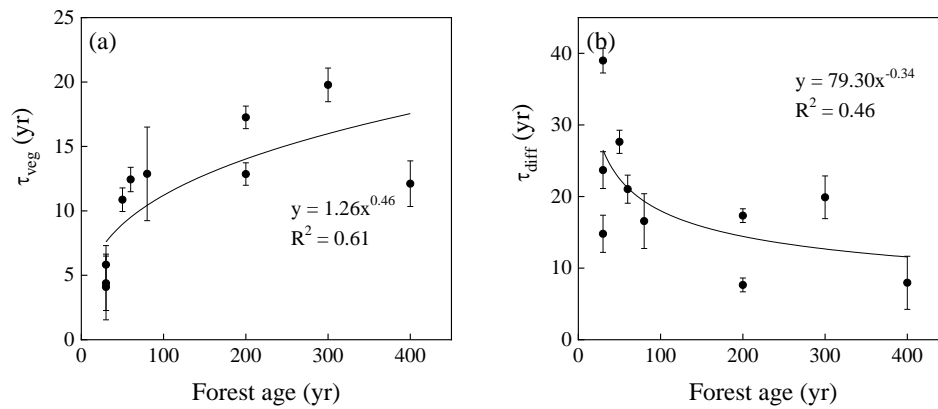 (a)
25
20
15
10
5
0
τveg (yr)
y = 1.26x^0.46
R² = 0.61
0 100 200 300 400
Forest age (yr)
(b)
40
30
20
10
0
τdiff (yr)
y = 79.30x^-0.34
R² = 0.46
0 100 200 300 400
Forest age (yr)